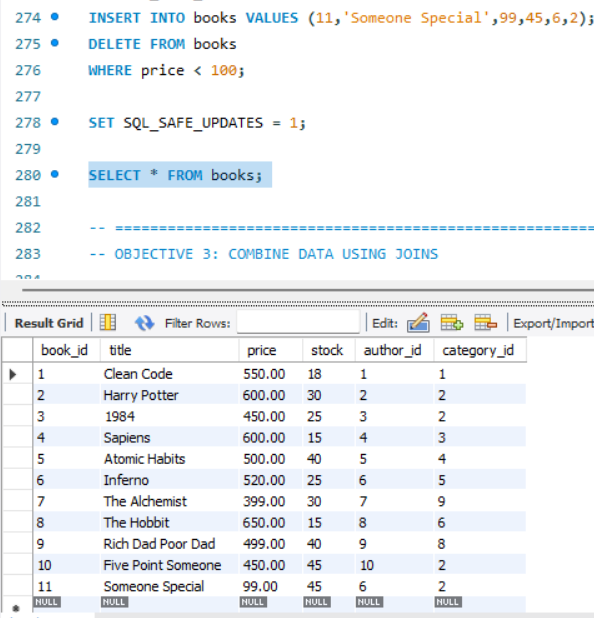 274 INSERT INTO books VALUES (11,'Someone Special',99,45,6,2);
275 DELETE FROM books
276 WHERE price < 100;
277
278 SET SQL_SAFE_UPDATES = 1;
279
280 SELECT * FROM books;
281
282 -- =======================================================
283 -- OBJECTIVE 3: COMBINE DATA USING JOINS
Result Grid Filter Rows: Edit: Export/Import
book_id title price stock author_id category_id
1 Clean Code 550.00 18 1 1
2 Harry Potter 600.00 30 2 2
3 1984 450.00 25 3 2
4 Sapiens 600.00 15 4 3
5 Atomic Habits 500.00 40 5 4
6 Inferno 520.00 25 6 5
7 The Alchemist 399.00 30 7 9
8 The Hobbit 650.00 15 8 6
9 Rich Dad Poor Dad 499.00 40 9 8
10 Five Point Someone 450.00 45 10 2
11 Someone Special 99.00 45 6 2
NULL NULL NULL NULL NULL NULL